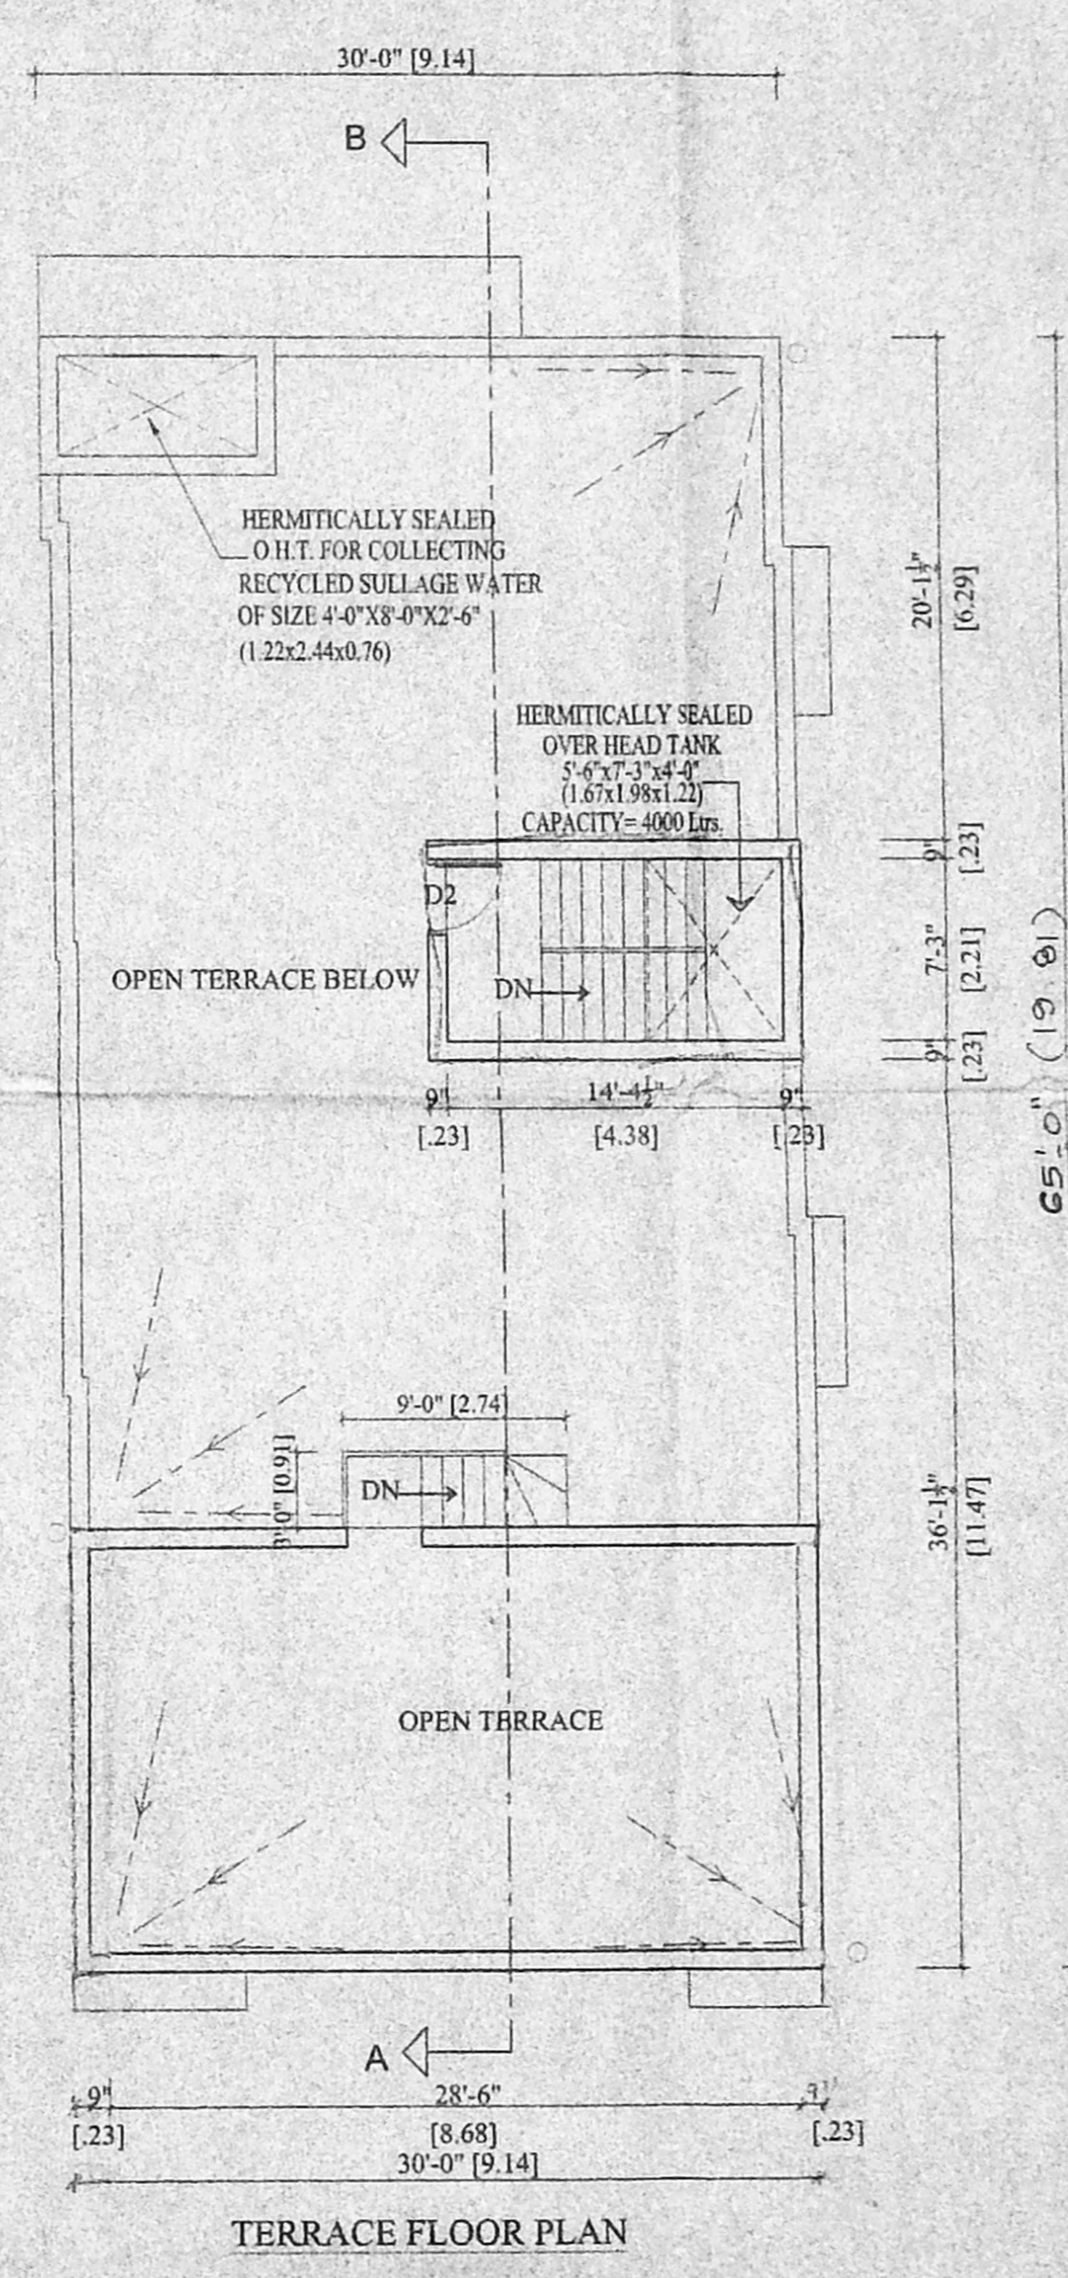 30'-0" [9.14]
B
HERMITICALLY SEALED
O.H.T. FOR COLLECTING
RECYCLED SULLAGE WATER
OF SIZE 4'-0"X8'-0"X2'-6"
(1.22x2.44x0.76)
20'-1½"
[6.29]
HERMITICALLY SEALED
OVER HEAD TANK
5'-6"x7'-3"x4'-0"
(1.67x1.98x1.22)
CAPACITY= 4000 Ltrs.
9"
[.23]
D2
7'-3"
[2.21]
OPEN TERRACE BELOW
DN
9"
[.23]
65'-0" (19.81)
9"
14'-4½"
9"
[.23]
[4.38]
[.23]
9'-0" [2.74]
3'-0" [0.91]
DN
36'-1½"
[11.47]
OPEN TERRACE
A
9"
28'-6"
9"
[.23]
[8.68]
[.23]
30'-0" [9.14]
TERRACE FLOOR PLAN